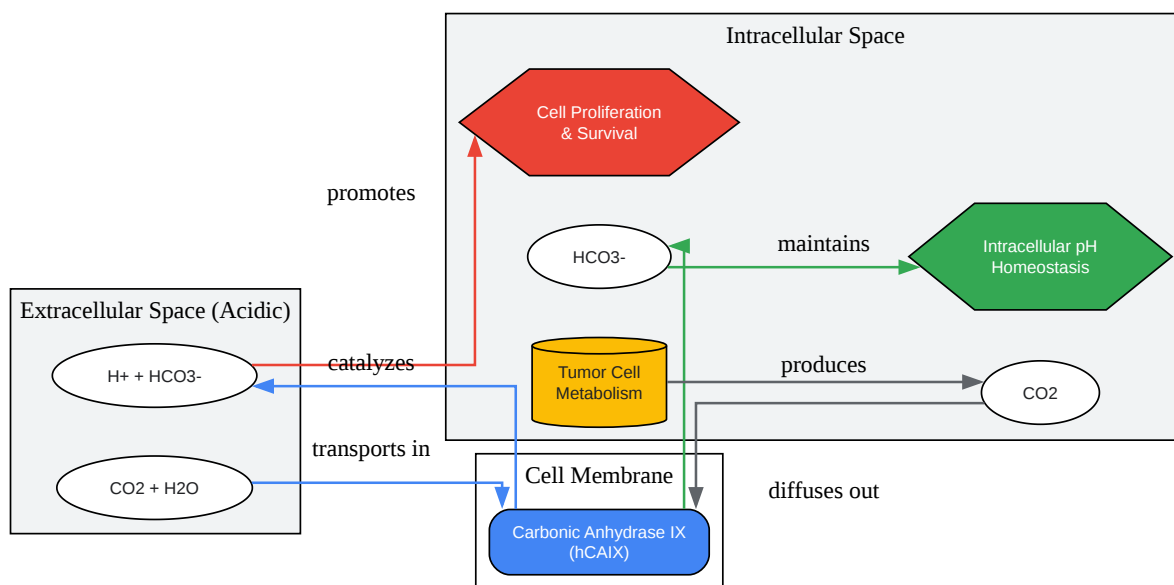 Intracellular Space
Cell Proliferation
& Survival
promotes
HCO3-
maintains
Intracellular pH
Homeostasis
Extracellular Space (Acidic)
H+ + HCO3-
catalyzes
Tumor Cell
Metabolism
produces
CO2
transports in
CO2 + H2O
Cell Membrane
diffuses out
Carbonic Anhydrase IX
(hCAIX)